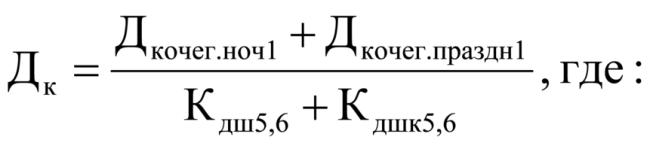 Дк = (Дкочег.ноч1 + Дкочег.праздн1) / (Кдш5,6 + Кдшк5,6), где: